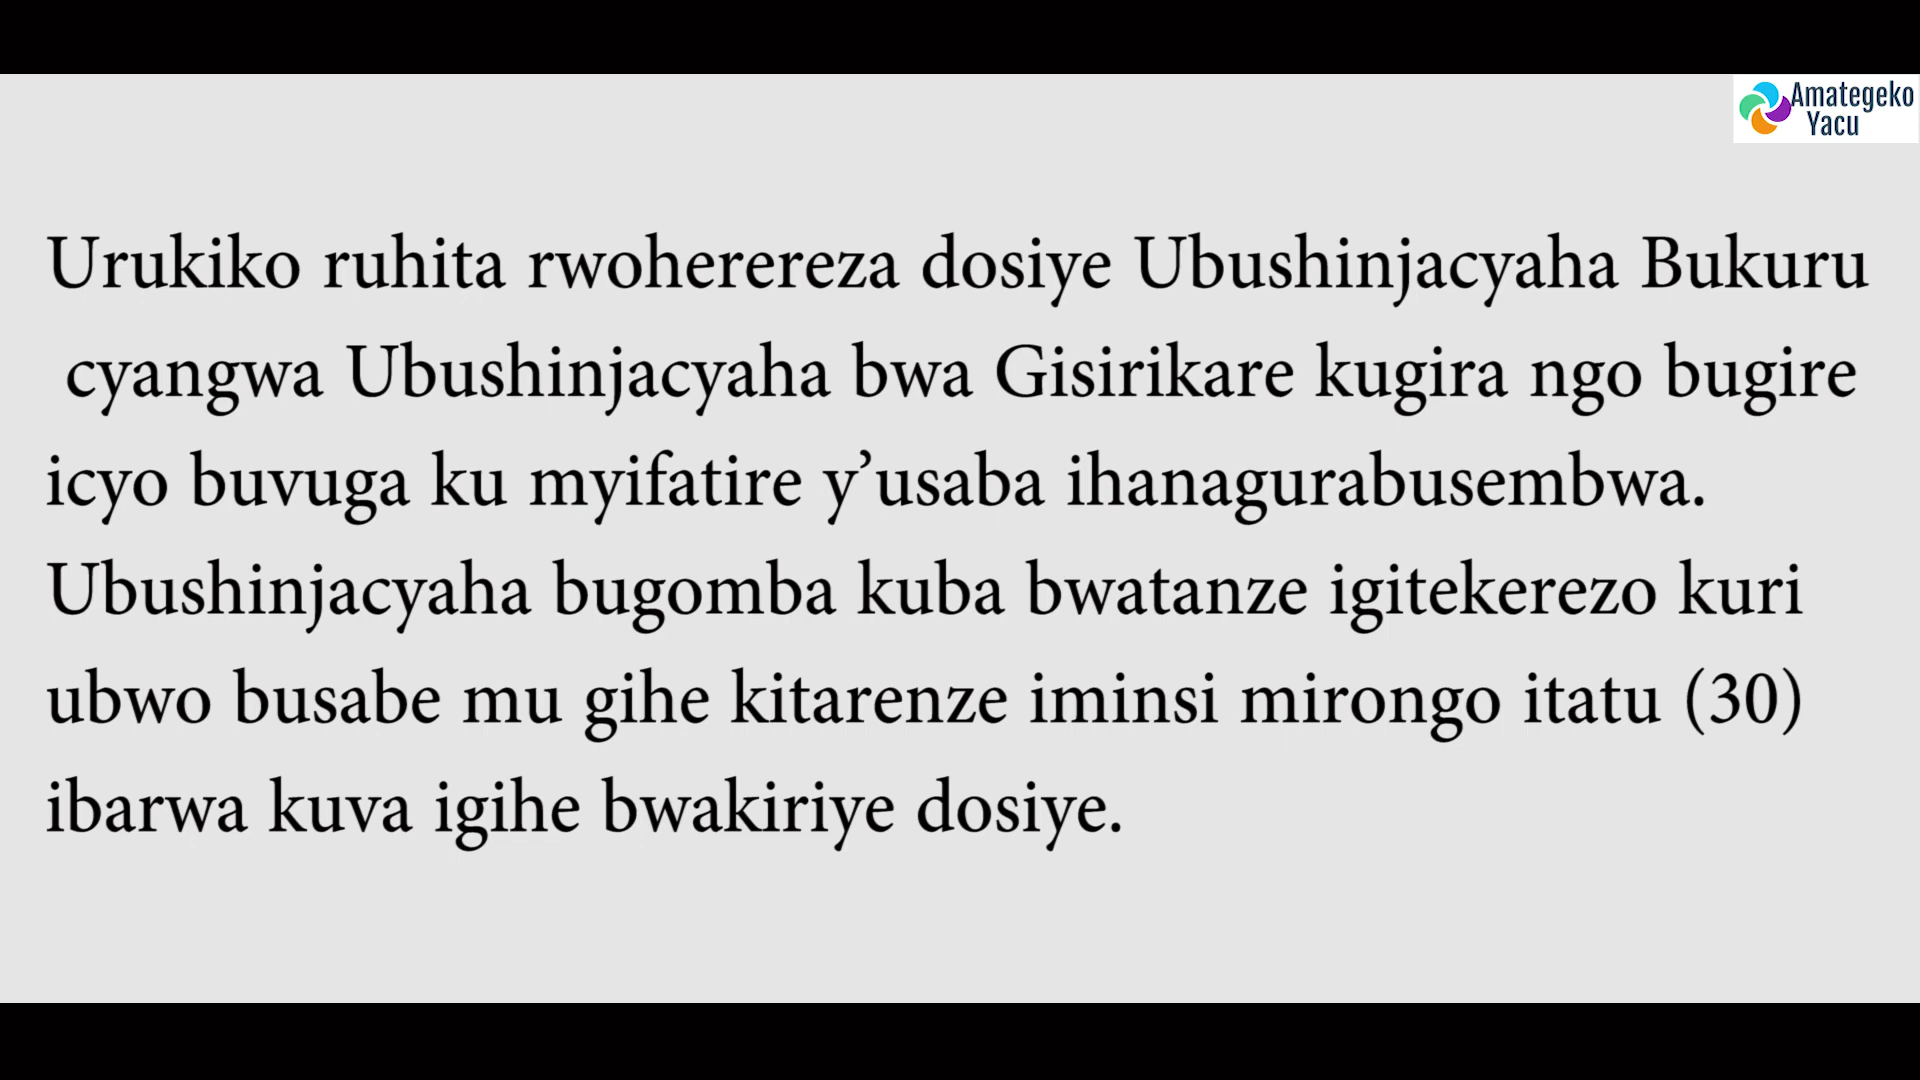 Amategeko
Yacu
Urukiko ruhita rwoherereza dosiye Ubushinjacyaha Bukuru
cyangwa Ubushinjacyaha bwa Gisirikare kugira ngo bugire
icyo buvuga ku myifatire y’usaba ihanagurabusembwa.
Ubushinjacyaha bugomba kuba bwatanze igitekerezo kuri
ubwo busabe mu gihe kitarenze iminsi mirongo itatu (30)
ibarwa kuva igihe bwakiriye dosiye.